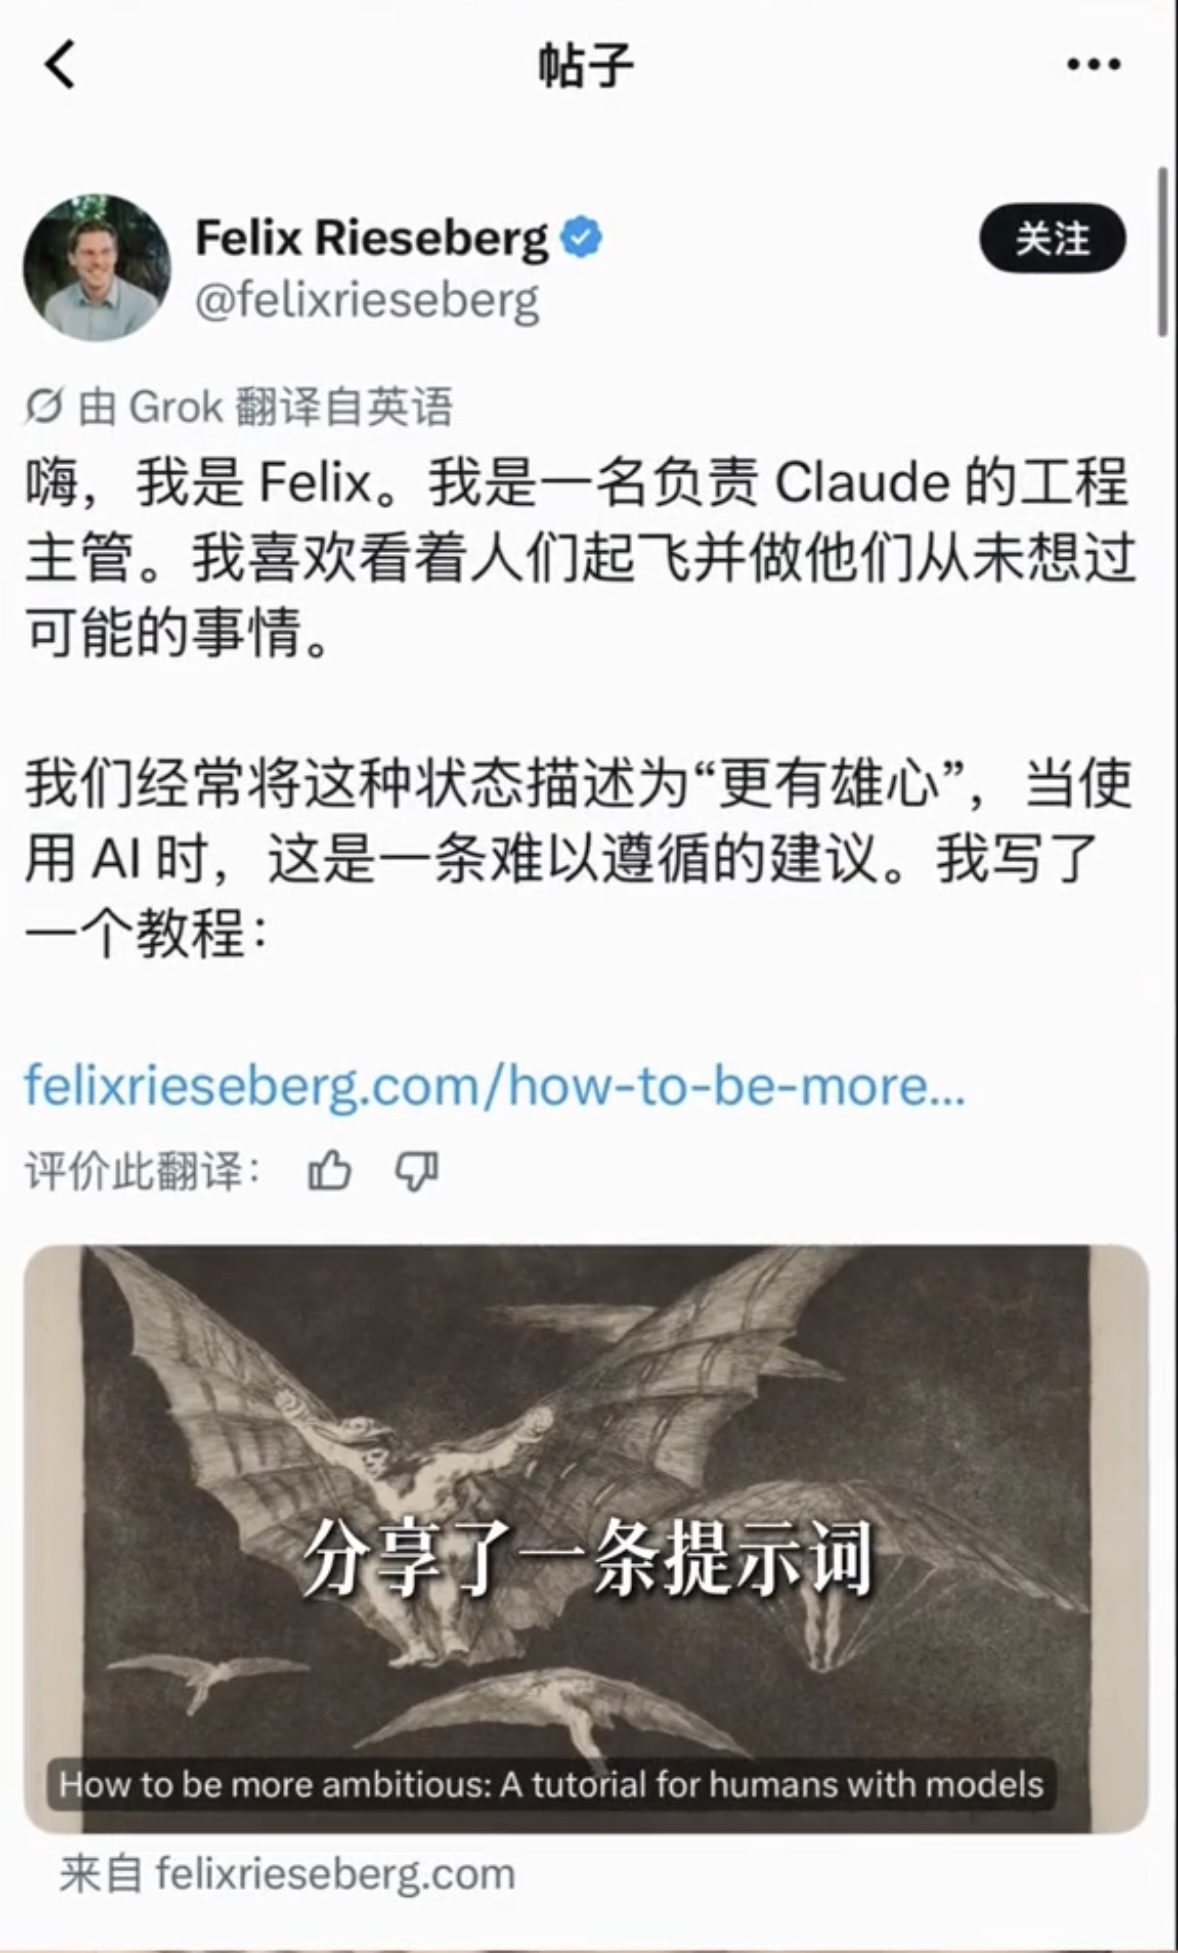 帖子
Felix Rieseberg
关注
@felixrieseberg
由 Grok 翻译自英语
嗨，我是 Felix。我是一名负责 Claude 的工程
主管。我喜欢看着人们起飞并做他们从未想过
可能的事情。
我们经常将这种状态描述为“更有雄心”，当使
用 AI 时，这是一条难以遵循的建议。我写了
一个教程：
felixrieseberg.com/how-to-be-more...
评价此翻译：
分享了一条提示词
How to be more ambitious: A tutorial for humans with models
来自 felixrieseberg.com